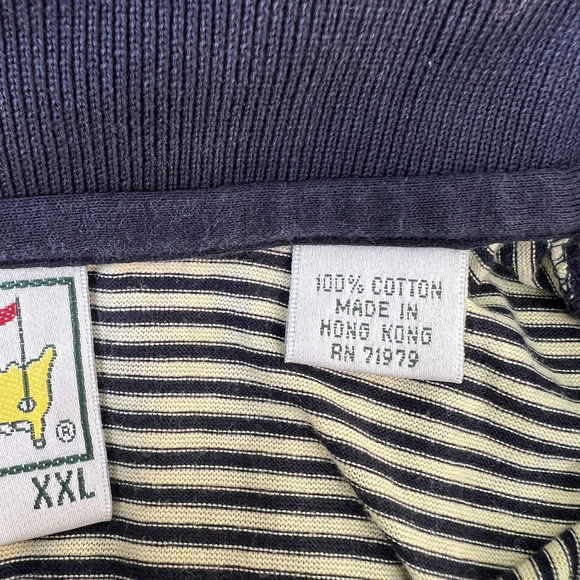 100% COTTON
MADE IN
HONG KONG
RN 71979
®
XXL